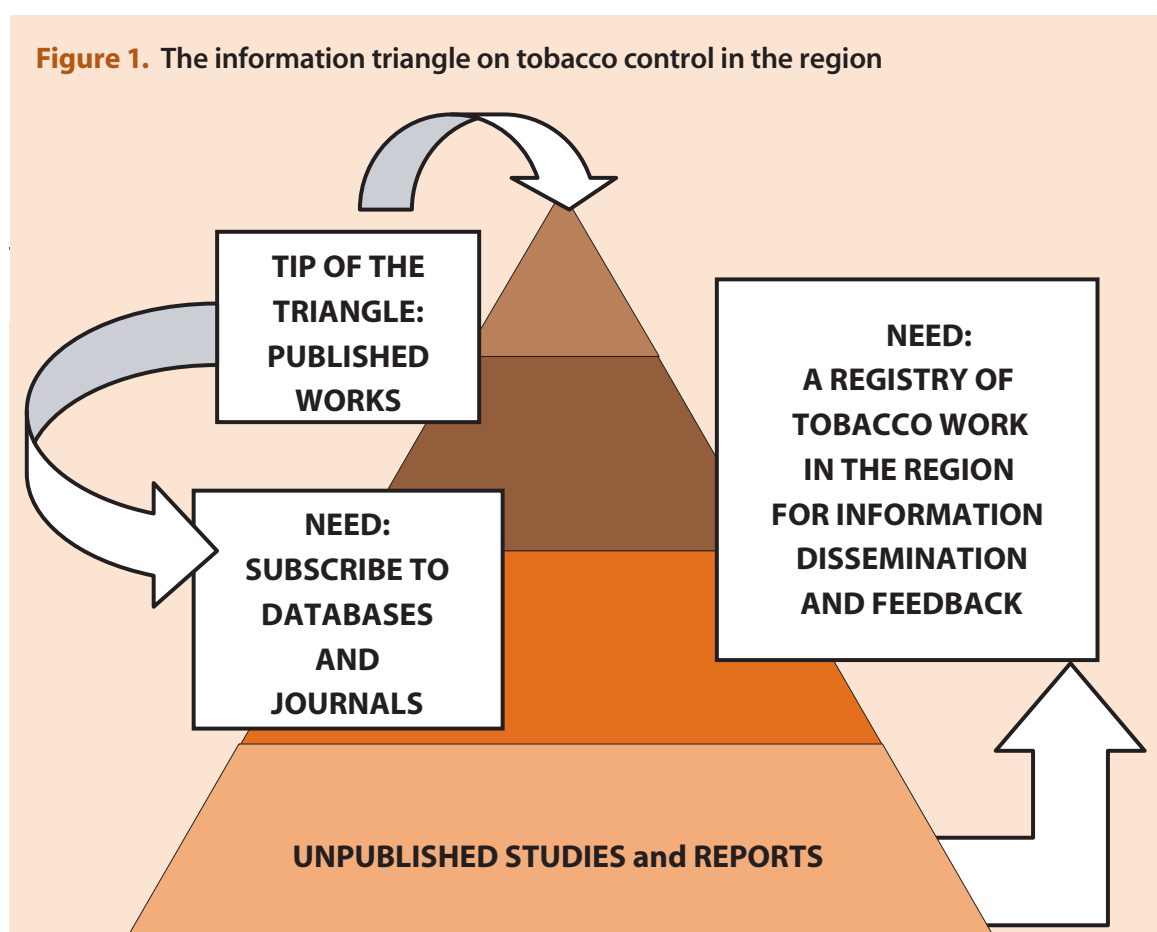 Figure 1. The information triangle on tobacco control in the region
TIP OF THE
TRIANGLE:
PUBLISHED
WORKS
NEED:
SUBSCRIBE TO
DATABASES
AND
JOURNALS
NEED:
A REGISTRY OF
TOBACCO WORK
IN THE REGION
FOR INFORMATION
DISSEMINATION
AND FEEDBACK
UNPUBLISHED STUDIES and REPORTS